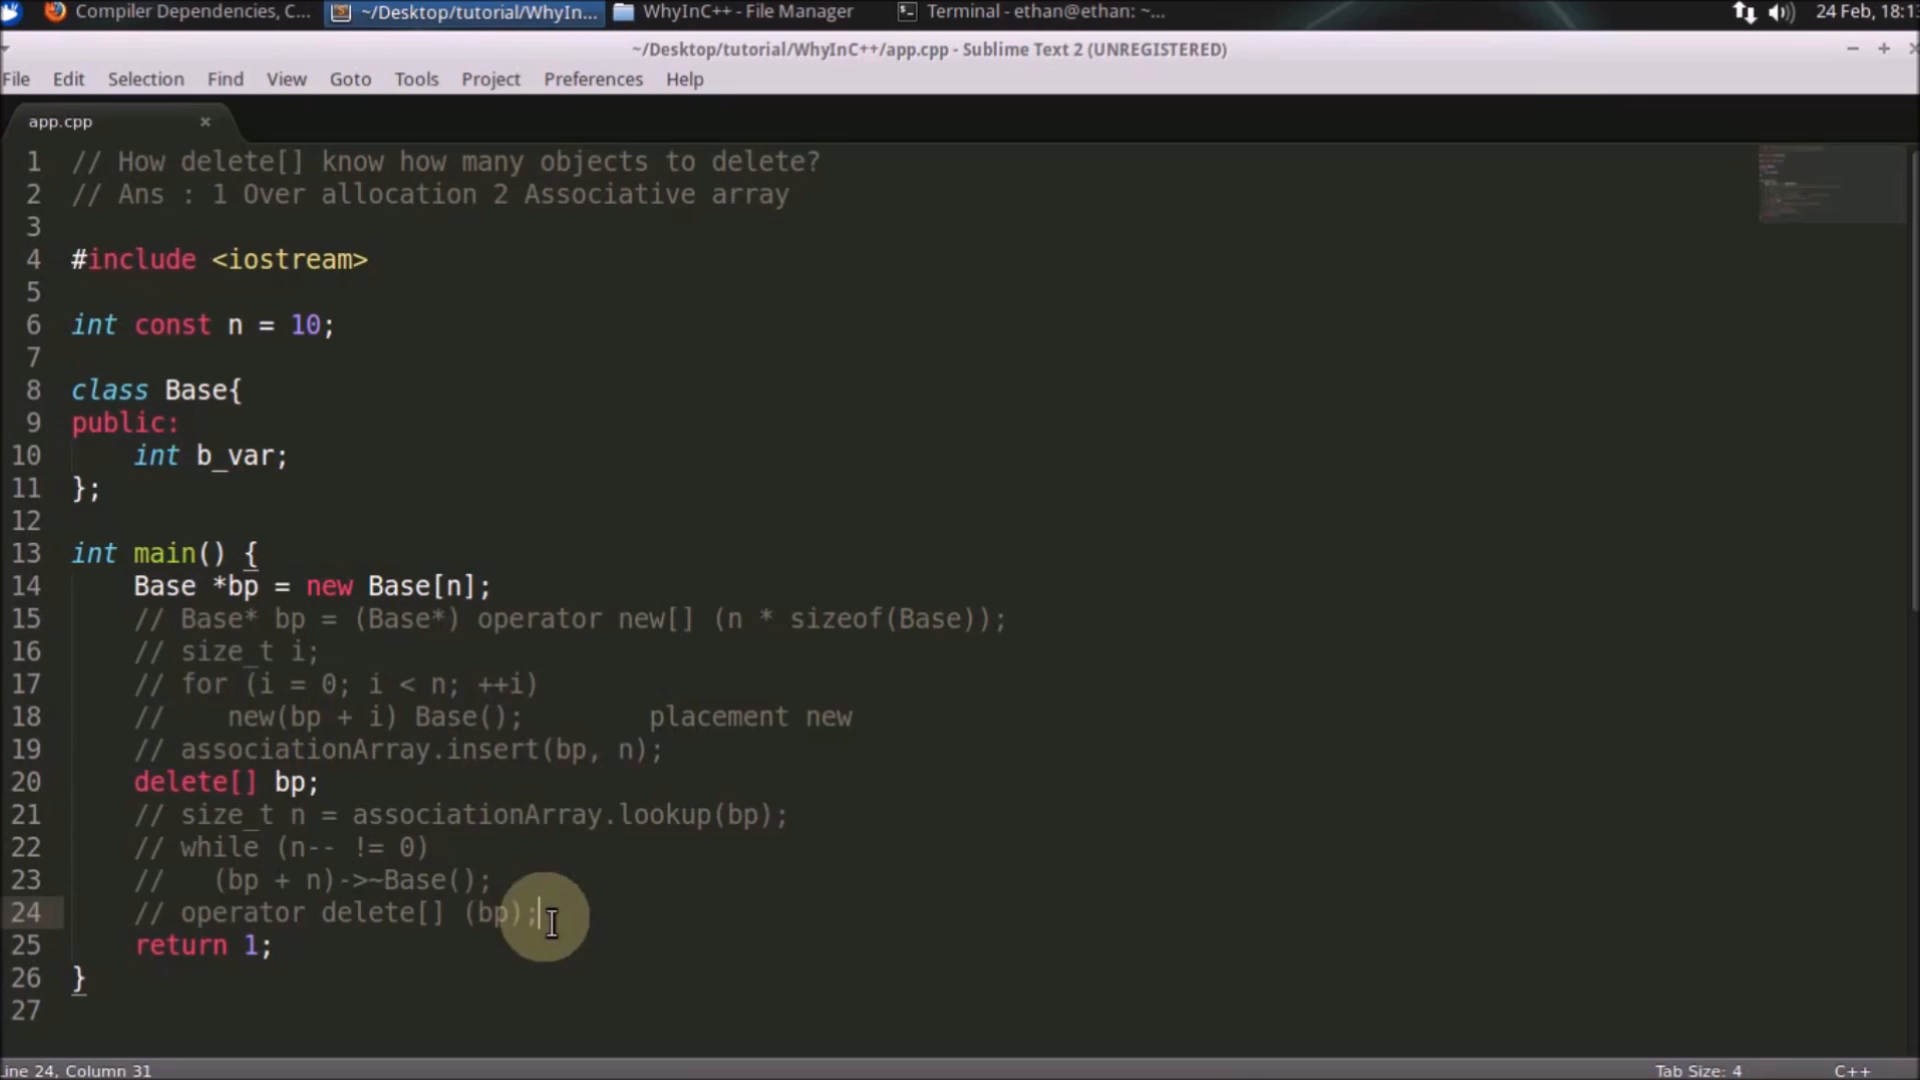 Compiler Dependencies, C... ~/Desktop/tutorial/WhyIn... WhyInC++ - File Manager Terminal - ethan@ethan: ~... 24 Feb, 18:1
~/Desktop/tutorial/WhyInC++/app.cpp - Sublime Text 2 (UNREGISTERED)
File Edit Selection Find View Goto Tools Project Preferences Help
app.cpp
1 // How delete[] know how many objects to delete?
2 // Ans : 1 Over allocation 2 Associative array
3
4 #include <iostream>
5
6 int const n = 10;
7
8 class Base{
9 public:
10     int b_var;
11 };
12
13 int main() {
14     Base *bp = new Base[n];
15     // Base* bp = (Base*) operator new[] (n * sizeof(Base));
16     // size_t i;
17     // for (i = 0; i < n; ++i)
18     //    new(bp + i) Base();        placement new
19     // associationArray.insert(bp, n);
20     delete[] bp;
21     // size_t n = associationArray.lookup(bp);
22     // while (n-- != 0)
23     //   (bp + n)->~Base();
24     // operator delete[] (bp);
25     return 1;
26 }
27
ine 24, Column 31 Tab Size: 4 C++